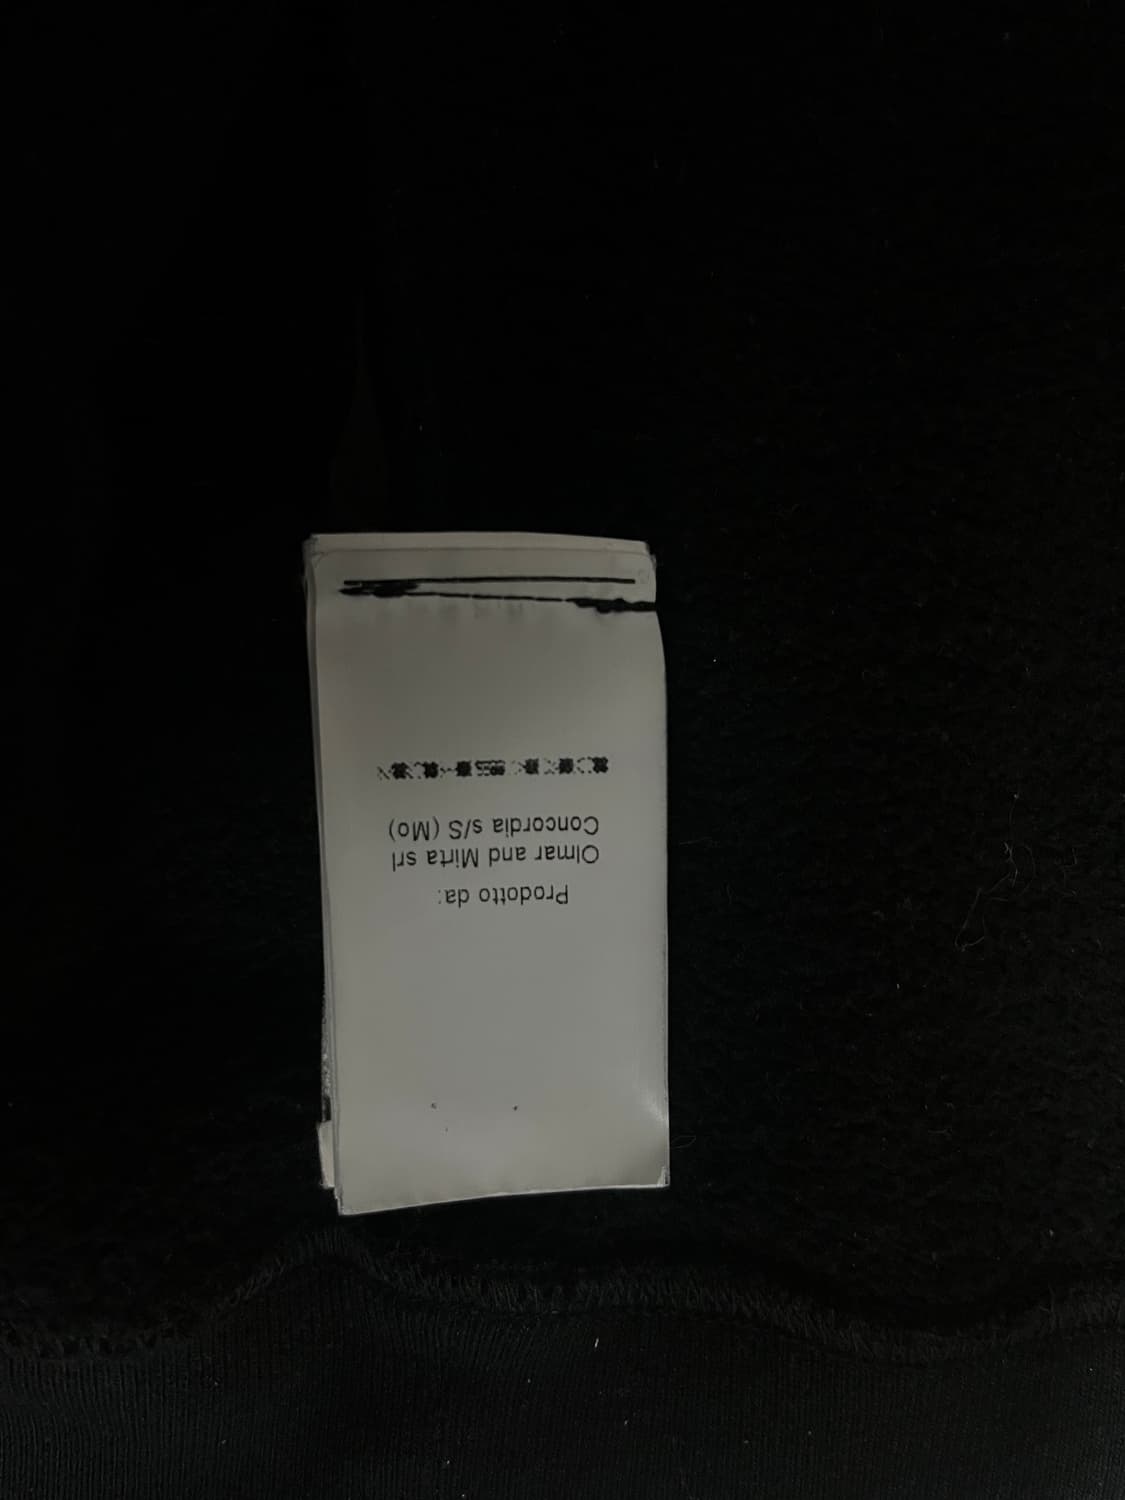 Prodotto da:
Olmar and Mirta srl
Concordia s/S (Mo)